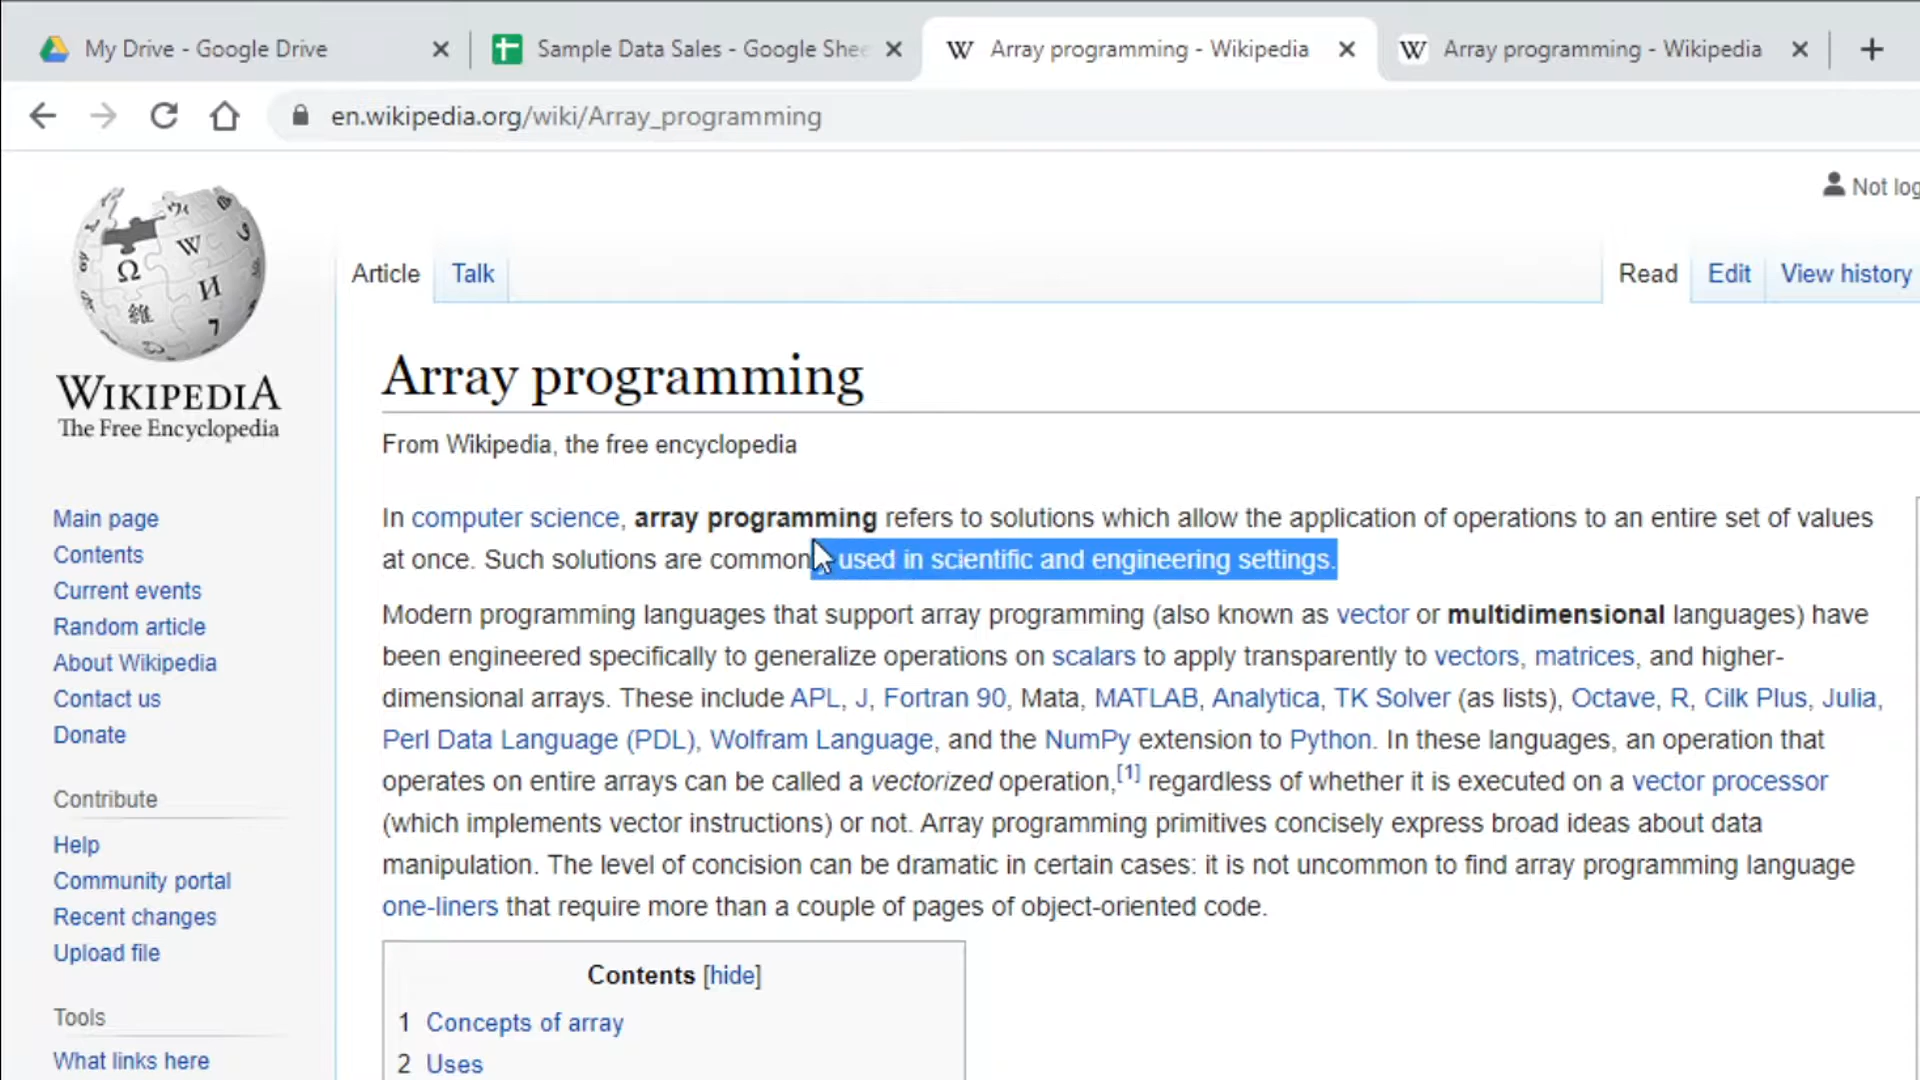 My Drive - Google Drive
Sample Data Sales - Google Shee
Array programming - Wikipedia
Array programming - Wikipedia
en.wikipedia.org/wiki/Array_programming
Not log
Article
Talk
Read
Edit
View history
WIKIPEDIA
The Free Encyclopedia
Array programming
From Wikipedia, the free encyclopedia
In computer science, array programming refers to solutions which allow the application of operations to an entire set of values
at once. Such solutions are commonly used in scientific and engineering settings.
Modern programming languages that support array programming (also known as vector or multidimensional languages) have
been engineered specifically to generalize operations on scalars to apply transparently to vectors, matrices, and higher-
dimensional arrays. These include APL, J, Fortran 90, Mata, MATLAB, Analytica, TK Solver (as lists), Octave, R, Cilk Plus, Julia,
Perl Data Language (PDL), Wolfram Language, and the NumPy extension to Python. In these languages, an operation that
operates on entire arrays can be called a vectorized operation,[1] regardless of whether it is executed on a vector processor
(which implements vector instructions) or not. Array programming primitives concisely express broad ideas about data
manipulation. The level of concision can be dramatic in certain cases: it is not uncommon to find array programming language
one-liners that require more than a couple of pages of object-oriented code.
Main page
Contents
Current events
Random article
About Wikipedia
Contact us
Donate
Contribute
Help
Community portal
Recent changes
Upload file
Tools
What links here
Contents [hide]
1 Concepts of array
2 Uses